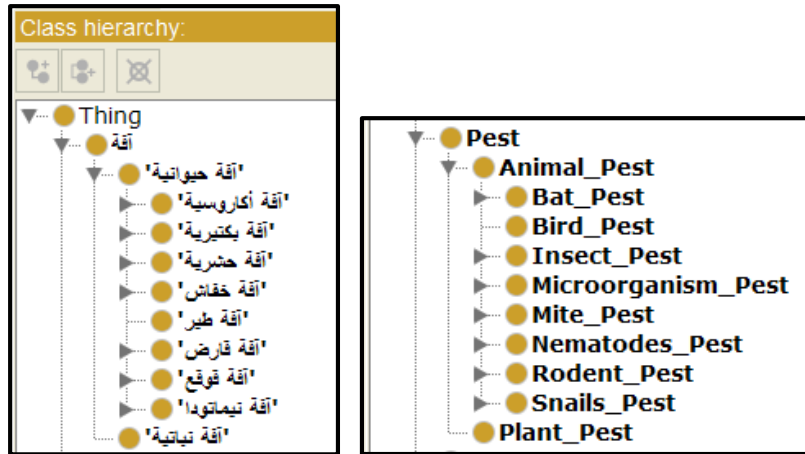 Class hierarchy:
Thing
آفة
'آفة حيوانية'
'آفة أكاروسية'
'آفة بكتيرية'
'آفة حشرية'
'آفة خفاش'
'آفة طير'
'آفة قارض'
'آفة قوقع'
'آفة نيماتودا'
'آفة نباتية'
Pest
Animal_Pest
Bat_Pest
Bird_Pest
Insect_Pest
Microorganism_Pest
Mite_Pest
Nematodes_Pest
Rodent_Pest
Snails_Pest
Plant_Pest